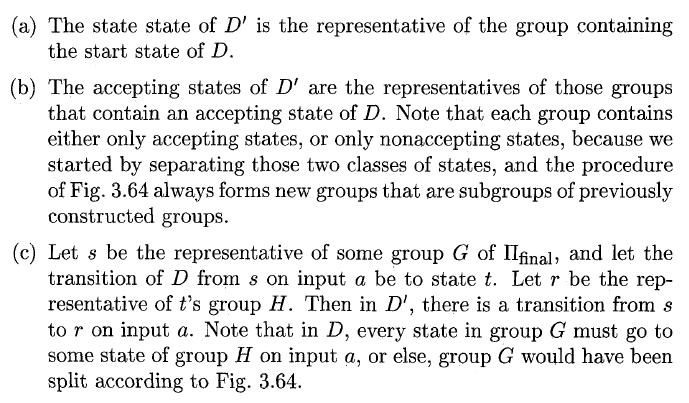 (a) The state state of D′ is the representative of the group containing
the start state of D.
(b) The accepting states of D′ are the representatives of those groups
that contain an accepting state of D. Note that each group contains
either only accepting states, or only nonaccepting states, because we
started by separating those two classes of states, and the procedure
of Fig. 3.64 always forms new groups that are subgroups of previously
constructed groups.
(c) Let s be the representative of some group G of Πfinal, and let the
transition of D from s on input a be to state t. Let r be the rep-
resentative of t's group H. Then in D′, there is a transition from s
to r on input a. Note that in D, every state in group G must go to
some state of group H on input a, or else, group G would have been
split according to Fig. 3.64.